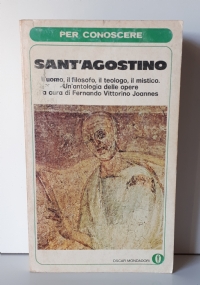 PER CONOSCERE
SANT'AGOSTINO
L'uomo, il filosofo, il teologo, il mistico.
Un'antologia delle opere
a cura di Fernando Vittorino Joannes
OSCAR MONDADORI